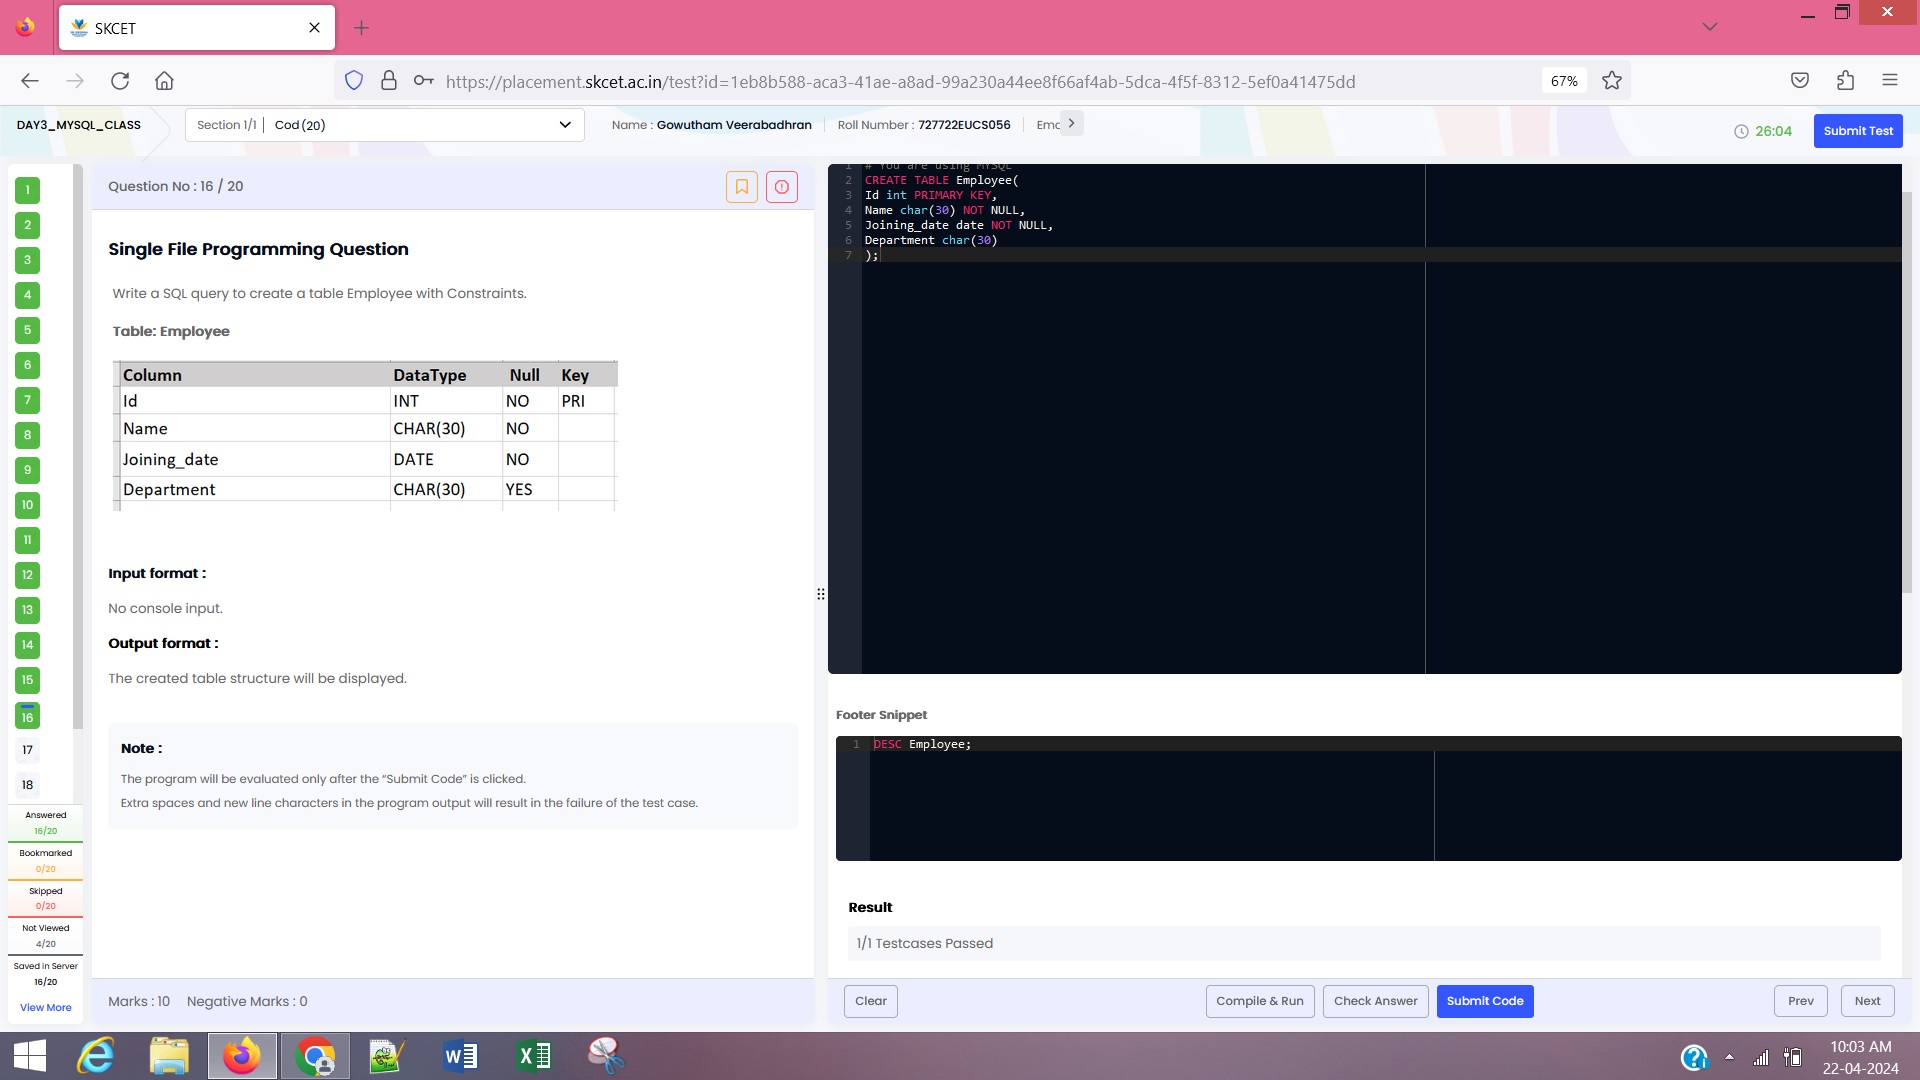 SKCET
https://placement.skcet.ac.in/test?id=1eb8b588-aca3-41ae-a8ad-99a230a44ee8f66af4ab-5dca-4f5f-8312-5ef0a41475dd
67%
DAY3_MYSQL_CLASS
Section 1/1 | Cod (20)
Name : Gowutham Veerabadhran
Roll Number : 727722EUCS056
Ema
26:04
Submit Test
1
2
3
4
5
6
7
8
9
10
11
12
13
14
15
16
17
18
Answered
16/20
Bookmarked
0/20
Skipped
0/20
Not Viewed
4/20
Saved in Server
16/20
View More
Question No : 16 / 20
Single File Programming Question
Write a SQL query to create a table Employee with Constraints.
Table: Employee
Column DataType Null Key
Id INT NO PRI
Name CHAR(30) NO
Joining_date DATE NO
Department CHAR(30) YES
Input format :
No console input.
Output format :
The created table structure will be displayed.
Note :
The program will be evaluated only after the “Submit Code” is clicked.
Extra spaces and new line characters in the program output will result in the failure of the test case.
Marks : 10 Negative Marks : 0
1 # You are using MYSQL
2 CREATE TABLE Employee(
3 Id int PRIMARY KEY,
4 Name char(30) NOT NULL,
5 Joining_date date NOT NULL,
6 Department char(30)
7 );
Footer Snippet
1 DESC Employee;
Result
1/1 Testcases Passed
Clear
Compile & Run
Check Answer
Submit Code
Prev
Next
10:03 AM
22-04-2024